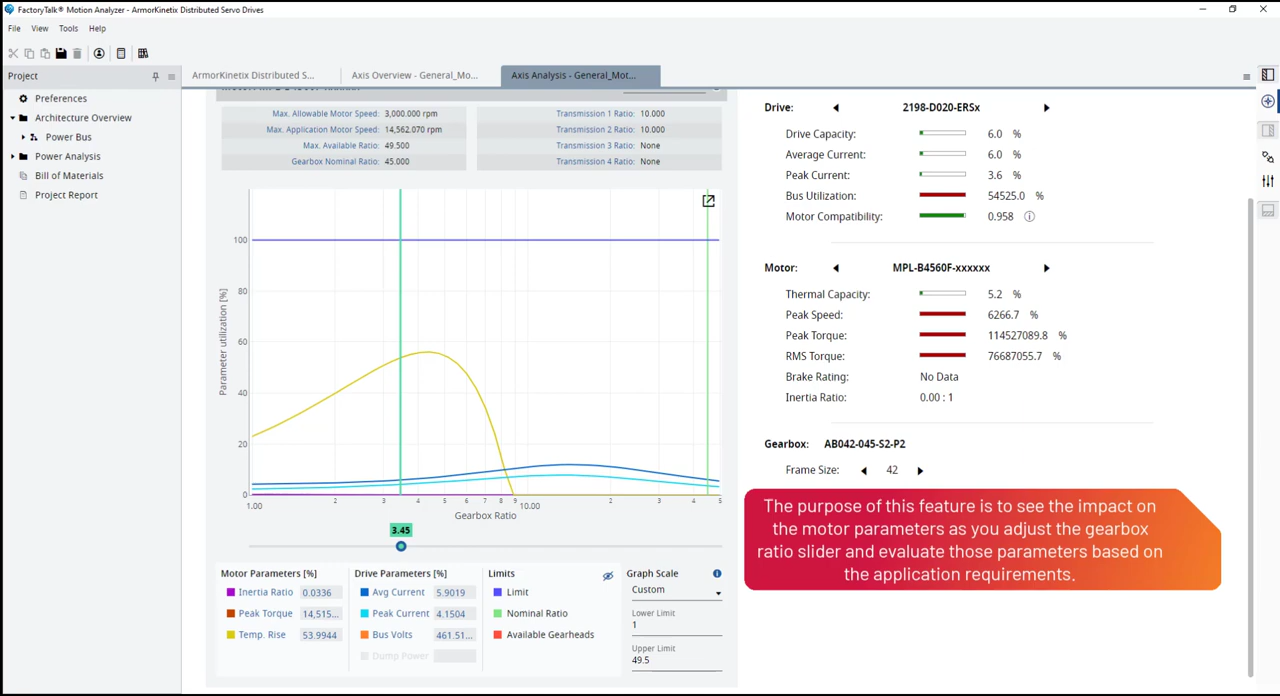 FactoryTalk® Motion Analyzer - ArmorKinetix Distributed Servo Drives
File View Tools Help
Project
ArmorKinetix Distributed S...
Axis Overview - General_Mo...
Axis Analysis - General_Mot...
Preferences
Architecture Overview
Power Bus
Power Analysis
Bill of Materials
Project Report
Max. Allowable Motor Speed: 3,000.000 rpm
Max. Application Motor Speed: 14,562.070 rpm
Max. Available Ratio: 49.500
Gearbox Nominal Ratio: 45.000
Transmission 1 Ratio: 10.000
Transmission 2 Ratio: 10.000
Transmission 3 Ratio: None
Transmission 4 Ratio: None
Parameter utilization [%]
100
80
60
40
20
0
1.00 2 3 4 5 6 7 8 9 10.00 2 3 4 5
Gearbox Ratio
3.45
Motor Parameters [%]
Inertia Ratio 0.0336
Peak Torque 14,515...
Temp. Rise 53.9944
Drive Parameters [%]
Avg Current 5.9019
Peak Current 4.1504
Bus Volts 461.51...
Dump Power
Limits
Limit
Nominal Ratio
Available Gearheads
Graph Scale
Custom
Lower Limit
1
Upper Limit
49.5
Drive: 2198-D020-ERSx
Drive Capacity: 6.0 %
Average Current: 6.0 %
Peak Current: 3.6 %
Bus Utilization: 54525.0 %
Motor Compatibility: 0.958
Motor: MPL-B4560F-xxxxxx
Thermal Capacity: 5.2 %
Peak Speed: 6266.7 %
Peak Torque: 114527089.8 %
RMS Torque: 76687055.7 %
Brake Rating: No Data
Inertia Ratio: 0.00 : 1
Gearbox: AB042-045-S2-P2
Frame Size: 42
The purpose of this feature is to see the impact on
the motor parameters as you adjust the gearbox
ratio slider and evaluate those parameters based on
the application requirements.